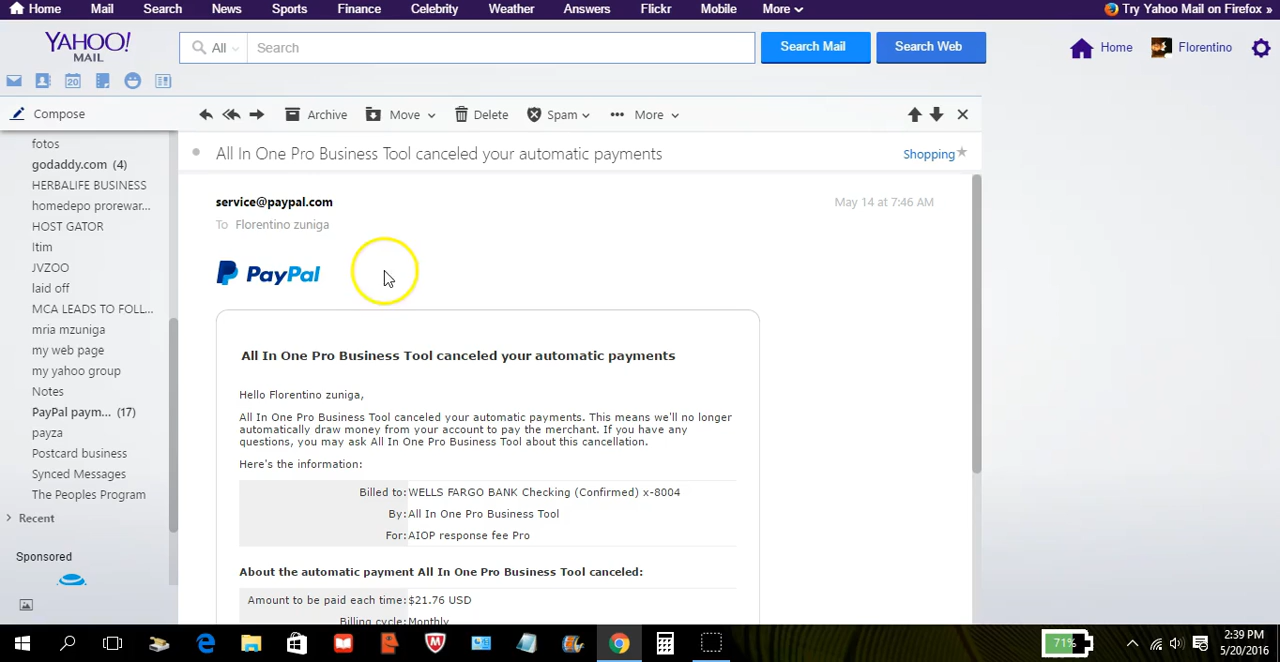 Home Mail Search News Sports Finance Celebrity Weather Answers Flickr Mobile More Try Yahoo Mail on Firefox »
YAHOO!
MAIL
All Search Search Mail Search Web Home Florentino
20
Compose Archive Move Delete Spam ••• More
fotos
godaddy.com (4)
HERBALIFE BUSINESS
homedepo prorewar...
HOST GATOR
Itim
JVZOO
laid off
MCA LEADS TO FOLL...
mria mzuniga
my web page
my yahoo group
Notes
PayPal paym... (17)
payza
Postcard business
Synced Messages
The Peoples Program
Recent
Sponsored
All In One Pro Business Tool canceled your automatic payments Shopping
service@paypal.com May 14 at 7:46 AM
To Florentino zuniga
PayPal
All In One Pro Business Tool canceled your automatic payments
Hello Florentino zuniga,
All In One Pro Business Tool canceled your automatic payments. This means we'll no longer
automatically draw money from your account to pay the merchant. If you have any
questions, you may ask All In One Pro Business Tool about this cancellation.
Here's the information:
Billed to: WELLS FARGO BANK Checking (Confirmed) x-8004
By: All In One Pro Business Tool
For: AIOP response fee Pro
About the automatic payment All In One Pro Business Tool canceled:
Amount to be paid each time: $21.76 USD
Billing cycle: Monthly
71%
2:39 PM
5/20/2016